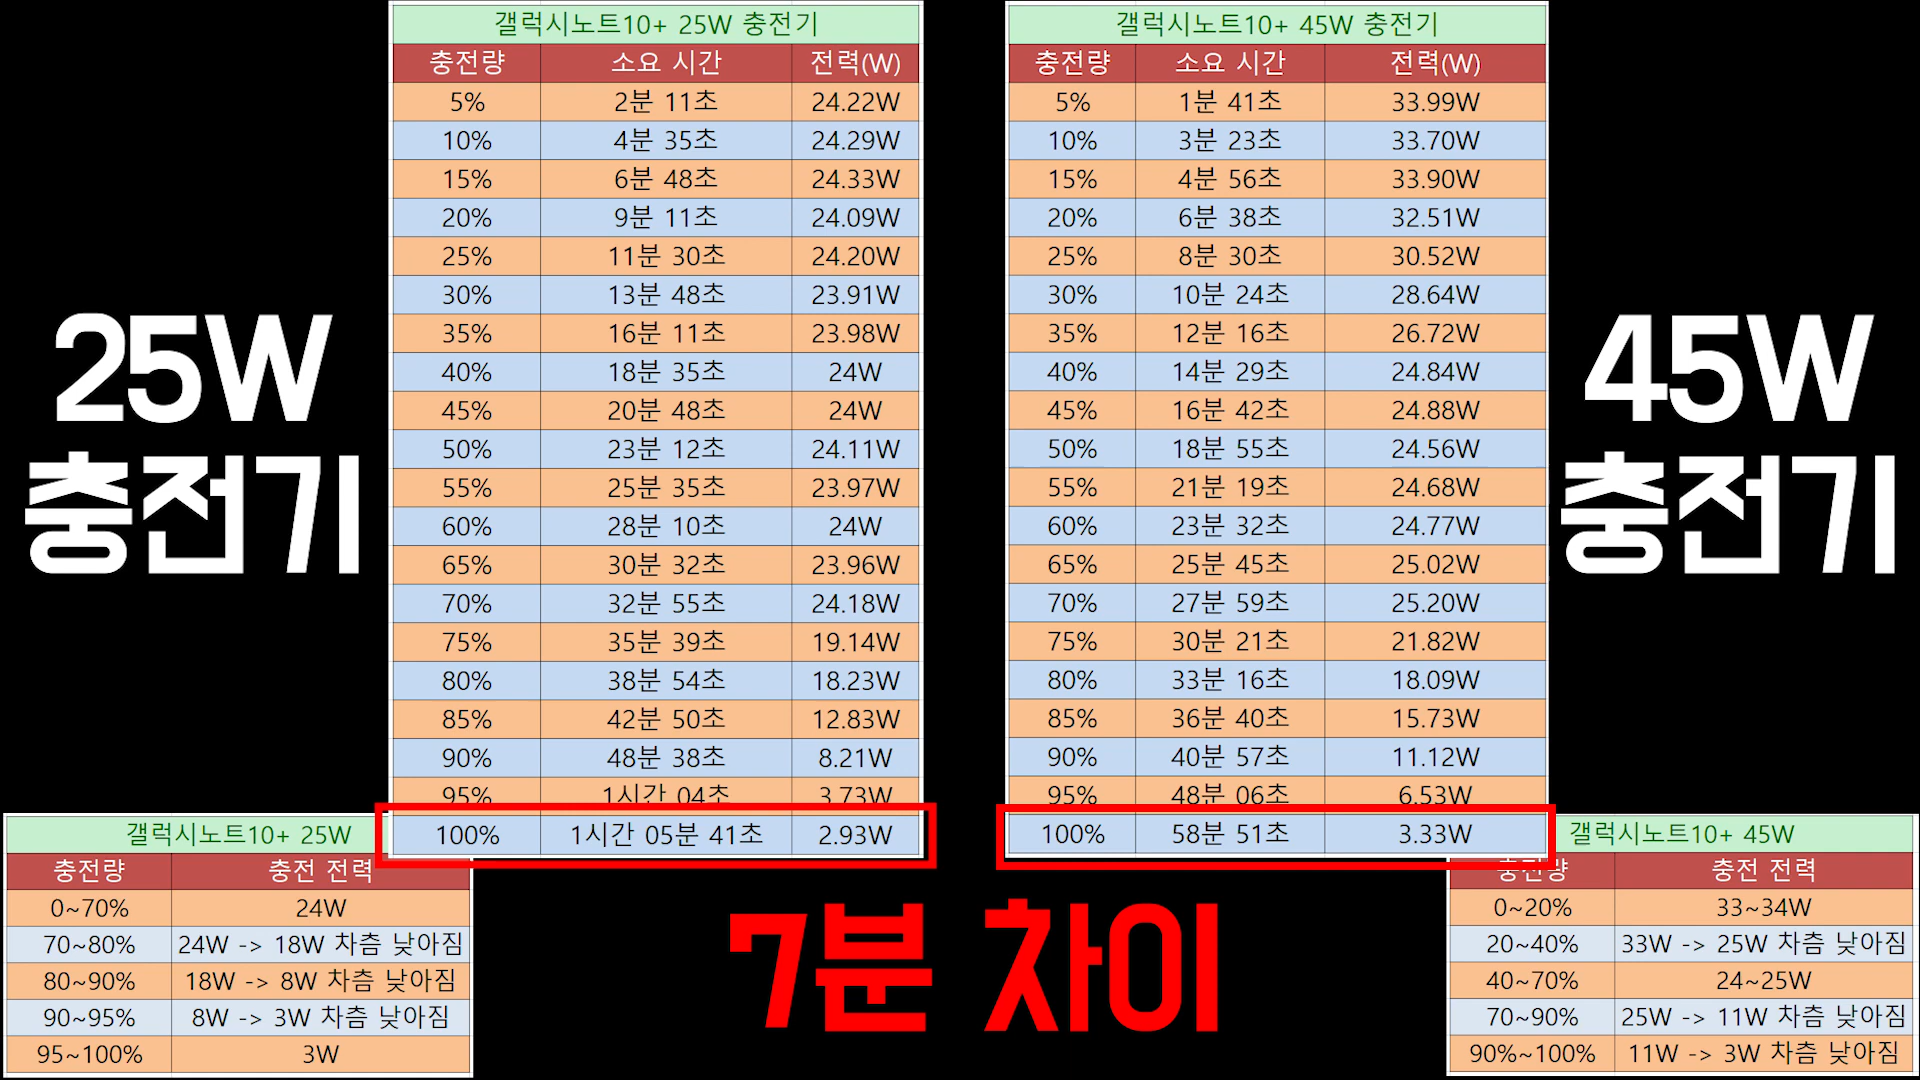 25W
충전기
갤럭시노트10+ 25W 충전기
충전량 소요 시간 전력(W)
5% 2분 11초 24.22W
10% 4분 35초 24.29W
15% 6분 48초 24.33W
20% 9분 11초 24.09W
25% 11분 30초 24.20W
30% 13분 48초 23.91W
35% 16분 11초 23.98W
40% 18분 35초 24W
45% 20분 48초 24W
50% 23분 12초 24.11W
55% 25분 35초 23.97W
60% 28분 10초 24W
65% 30분 32초 23.96W
70% 32분 55초 24.18W
75% 35분 39초 19.14W
80% 38분 54초 18.23W
85% 42분 50초 12.83W
90% 48분 38초 8.21W
95% 1시간 04초 3.73W
100% 1시간 05분 41초 2.93W
갤럭시노트10+ 45W 충전기
충전량 소요 시간 전력(W)
5% 1분 41초 33.99W
10% 3분 23초 33.70W
15% 4분 56초 33.90W
20% 6분 38초 32.51W
25% 8분 30초 30.52W
30% 10분 24초 28.64W
35% 12분 16초 26.72W
40% 14분 29초 24.84W
45% 16분 42초 24.88W
50% 18분 55초 24.56W
55% 21분 19초 24.68W
60% 23분 32초 24.77W
65% 25분 45초 25.02W
70% 27분 59초 25.20W
75% 30분 21초 21.82W
80% 33분 16초 18.09W
85% 36분 40초 15.73W
90% 40분 57초 11.12W
95% 48분 06초 6.53W
100% 58분 51초 3.33W
45W
충전기
갤럭시노트10+ 25W
충전량 충전 전력
0~70% 24W
70~80% 24W -> 18W 차츰 낮아짐
80~90% 18W -> 8W 차츰 낮아짐
90~95% 8W -> 3W 차츰 낮아짐
95~100% 3W
7분 차이
갤럭시노트10+ 45W
충전량 충전 전력
0~20% 33~34W
20~40% 33W -> 25W 차츰 낮아짐
40~70% 24~25W
70~90% 25W -> 11W 차츰 낮아짐
90%~100% 11W -> 3W 차츰 낮아짐